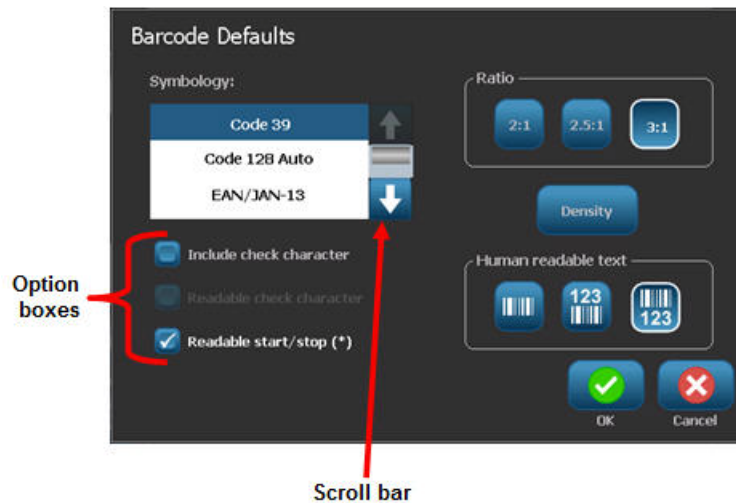 Barcode Defaults
Symbology:
Code 39
Code 128 Auto
EAN/JAN-13
Include check character
Readable check character
Readable start/stop (*)
Option
boxes
Ratio
2:1 2.5:1 3:1
Density
Human readable text
123
123
OK Cancel
Scroll bar